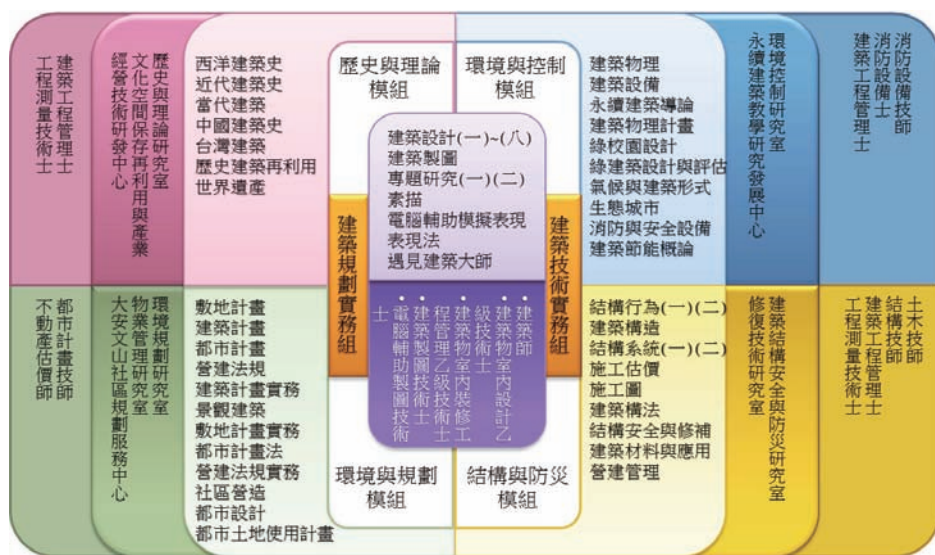 建築工程管理士
工程測量技術士
歷史與理論研究室
文化空間保存再利用與產業
經營技術研發中心
西洋建築史
近代建築史
當代建築
中國建築史
台灣建築
歷史建築再利用
世界遺產
歷史與理論
模組
環境與控制
模組
建築設計(一)~(八)
建築製圖
專題研究(一)(二)
素描
電腦輔助模擬表現
表現法
遇見建築大師
建築規劃實務組
建築技術實務組
建築物理
建築設備
永續建築導論
建築物理計畫
綠校園設計
綠建築設計與評估
氣候與建築形式
生態城市
消防與安全設備
建築節能概論
環境控制研究室
永續建築教學研究發展中心
消防設備技師
消防設備士
建築工程管理士
都市計畫技師
不動產估價師
環境規劃研究室
物業管理研究室
大安文山社區規劃服務中心
敷地計畫
建築計畫
都市計畫
營建法規
建築計畫實務
景觀建築
敷地計畫實務
都市計畫法
營建法規實務
社區營造
都市設計
都市土地使用計畫
•建築師
•建築物室內設計乙
級技術士
•建築物室內裝修工
程管理乙級技術士
•建築製圖技術士
•電腦輔助製圖技術
士
環境與規劃
模組
結構與防災
模組
結構行為(一)(二)
建築構造
結構系統(一)(二)
施工估價
施工圖
建築構法
結構安全與修補
建築材料與應用
營建管理
建築結構安全與防災研究室
修復技術研究室
土木技師
結構技師
建築工程管理士
工程測量技術士